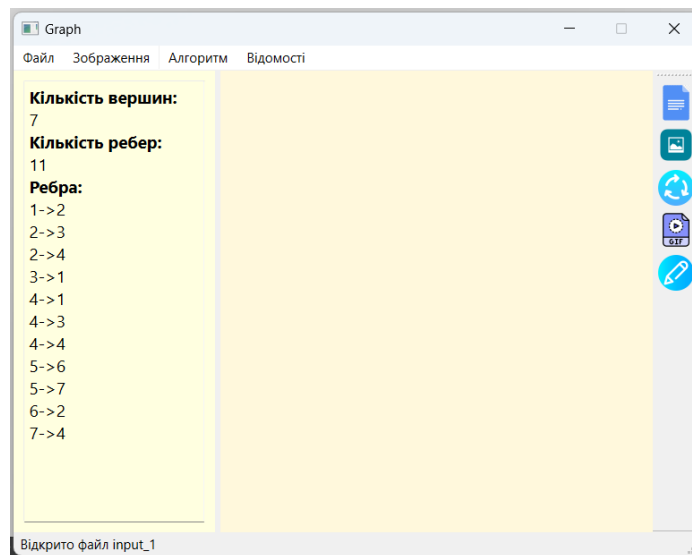 Graph
Файл Зображення Алгоритм Відомості
Кількість вершин:
7
Кількість ребер:
11
Ребра:
1->2
2->3
2->4
3->1
4->1
4->3
4->4
5->6
5->7
6->2
7->4
GIF
Відкрито файл input_1